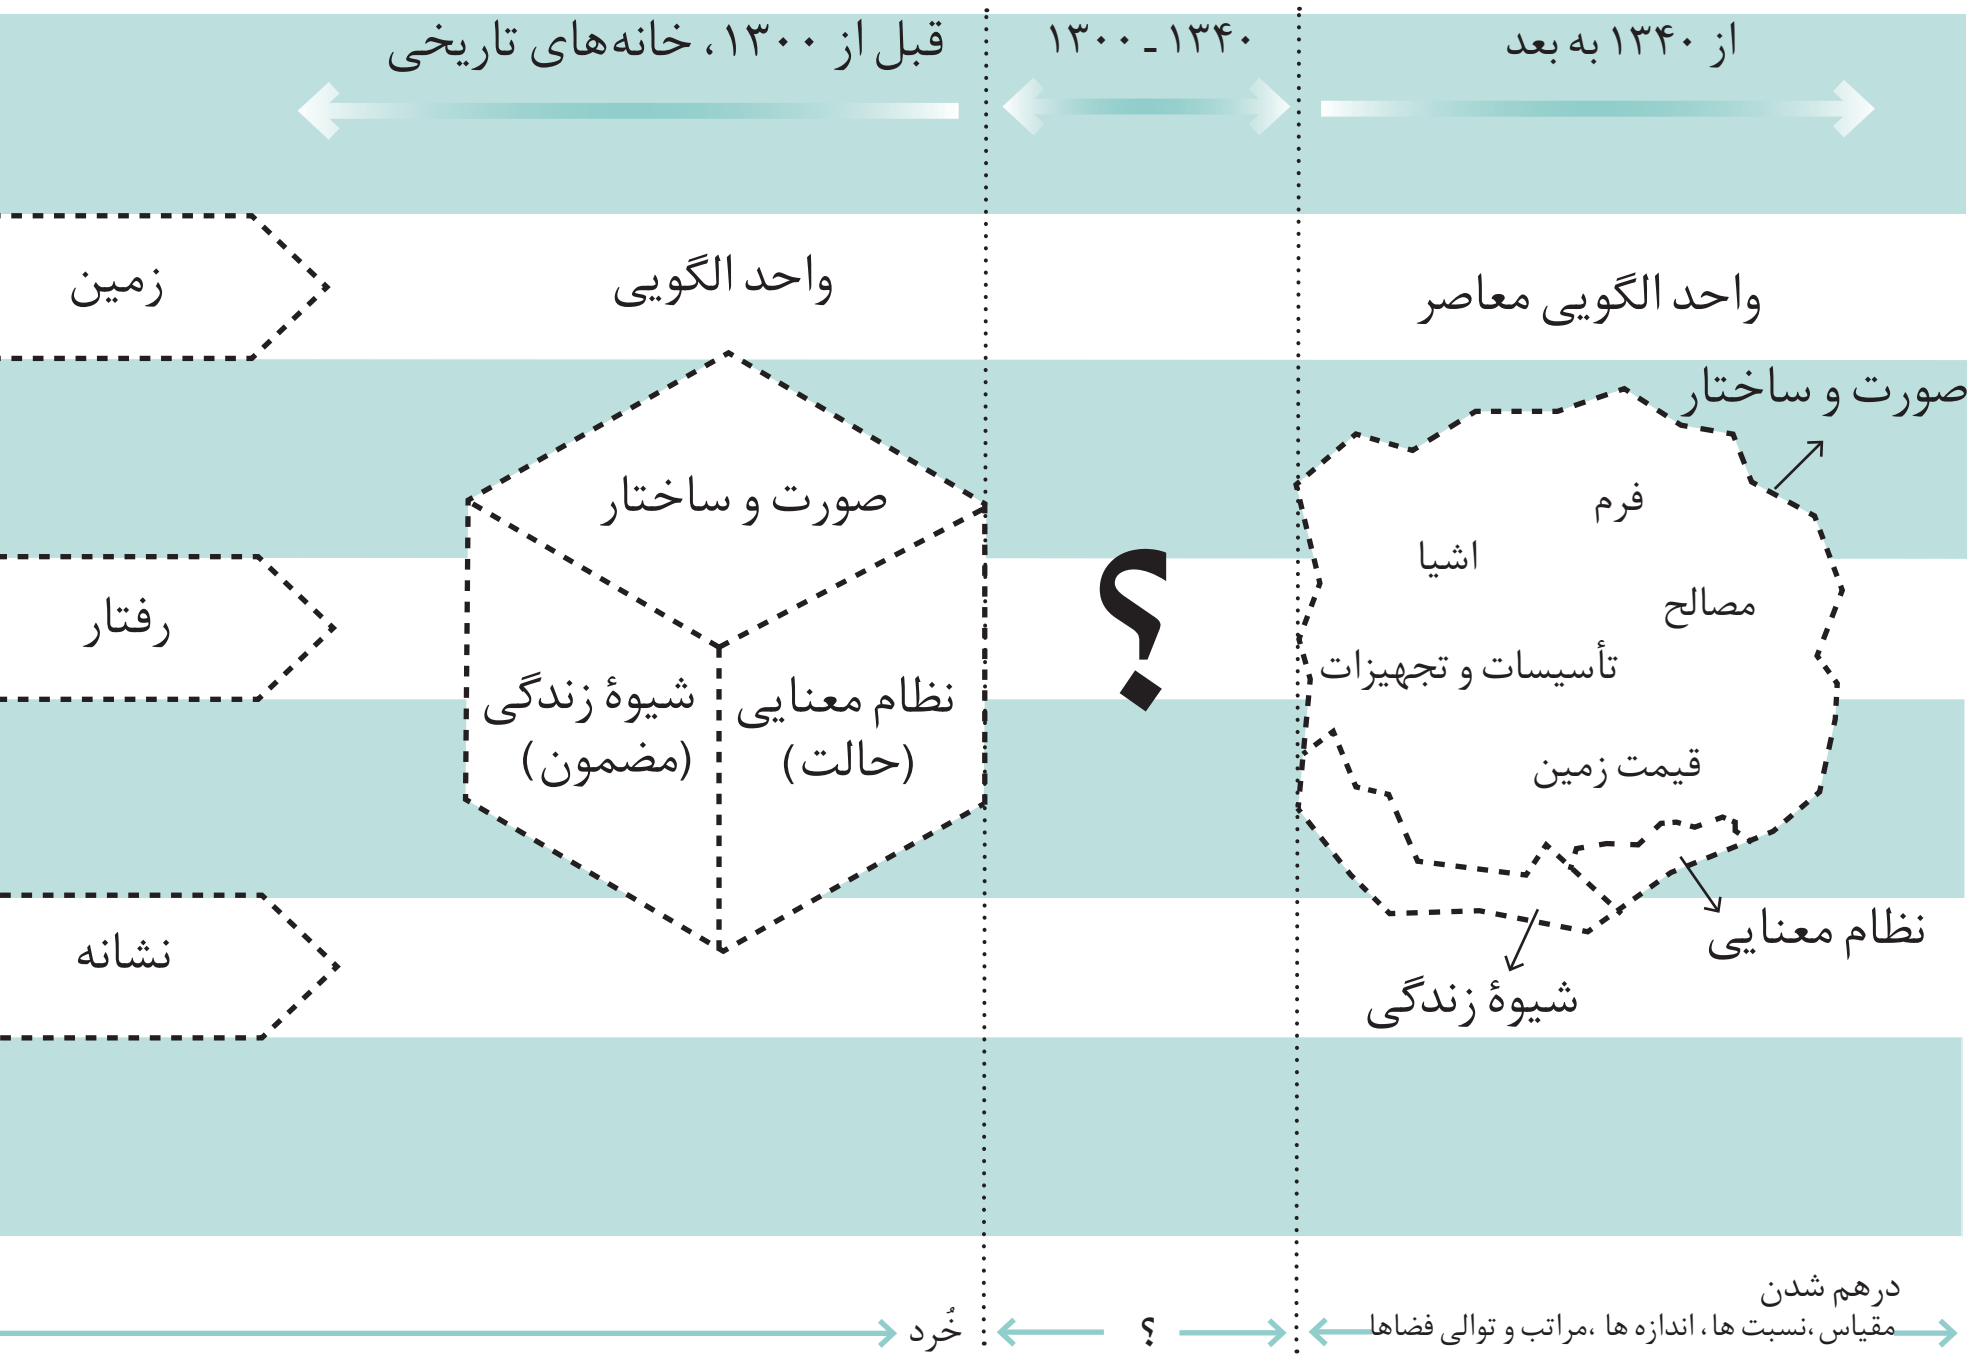 از ۱۳۴۰ به بعد
۱۳۰۰ ـ ۱۳۴۰
قبل از ۱۳۰۰، خانه‌های تاریخی
واحد الگویی معاصر
واحد الگویی
زمین
صورت و ساختار
فرم
اشیا
مصالح
تأسیسات و تجهیزات
قیمت زمین
نظام معنایی
شیوهٔ زندگی
؟
صورت و ساختار
نظام معنایی
(حالت)
شیوهٔ زندگی
(مضمون)
رفتار
نشانه
درهم شدن
مقیاس،نسبت ها، اندازه ها ،مراتب و توالی فضاها
؟
خُرد